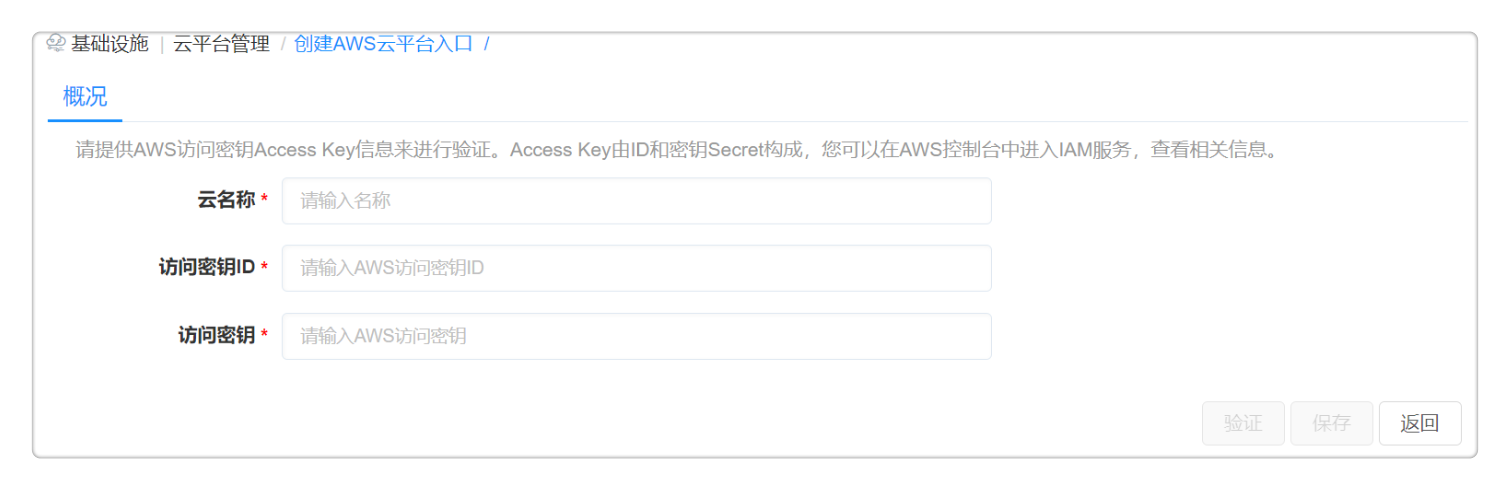 基础设施 | 云平台管理 / 创建AWS云平台入口 /
概况
请提供AWS访问密钥Access Key信息来进行验证。Access Key由ID和密钥Secret构成，您可以在AWS控制台中进入IAM服务，查看相关信息。
云名称 * 请输入名称
访问密钥ID * 请输入AWS访问密钥ID
访问密钥 * 请输入AWS访问密钥
验证 保存 返回